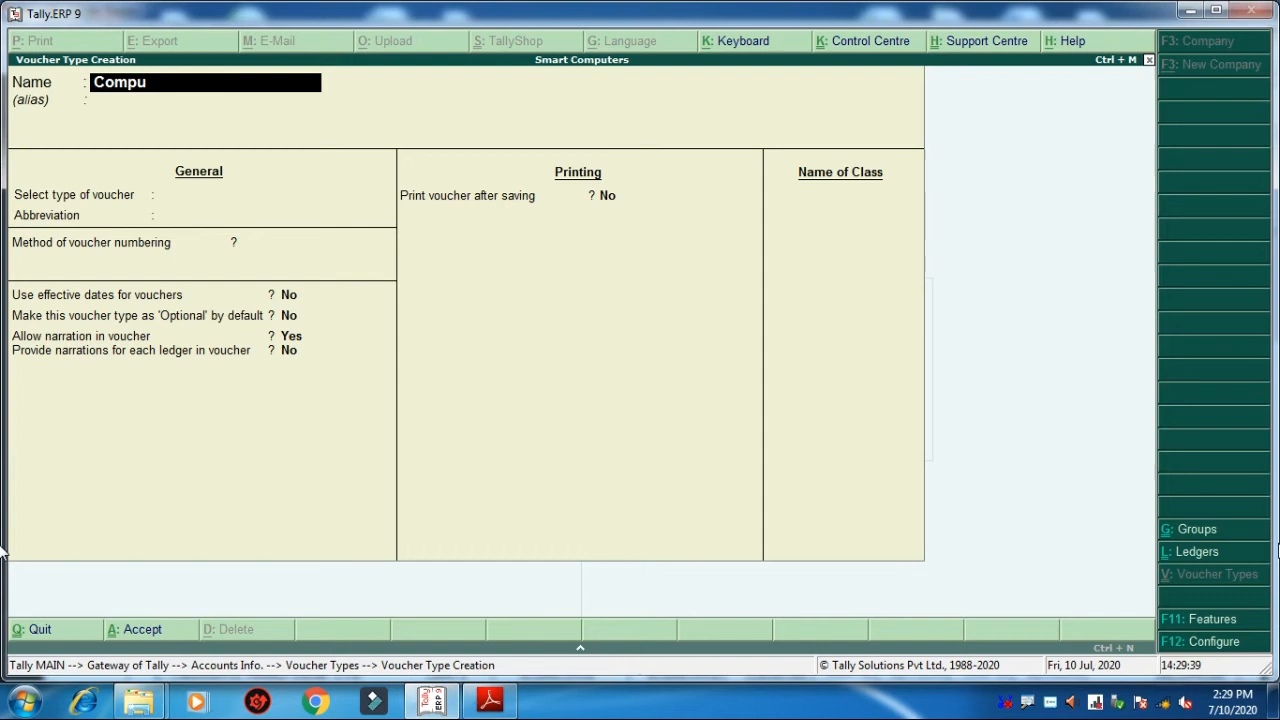 Tally.ERP 9
P: Print
E: Export
M: E-Mail
O: Upload
S: TallyShop
G: Language
K: Keyboard
K: Control Centre
H: Support Centre
H: Help
F3: Company
F3: New Company
Voucher Type Creation
Smart Computers
Ctrl + M
Name : Compu
(alias) :
General
Printing
Name of Class
Select type of voucher :
Abbreviation :
Print voucher after saving ? No
Method of voucher numbering ?
Use effective dates for vouchers ? No
Make this voucher type as 'Optional' by default ? No
Allow narration in voucher ? Yes
Provide narrations for each ledger in voucher ? No
G: Groups
L: Ledgers
V: Voucher Types
F11: Features
F12: Configure
Q: Quit
A: Accept
D: Delete
Ctrl + N
Tally MAIN --> Gateway of Tally --> Accounts Info. --> Voucher Types --> Voucher Type Creation
© Tally Solutions Pvt Ltd., 1988-2020
Fri, 10 Jul, 2020
14:29:39
Tally
ERP 9
2:29 PM
7/10/2020